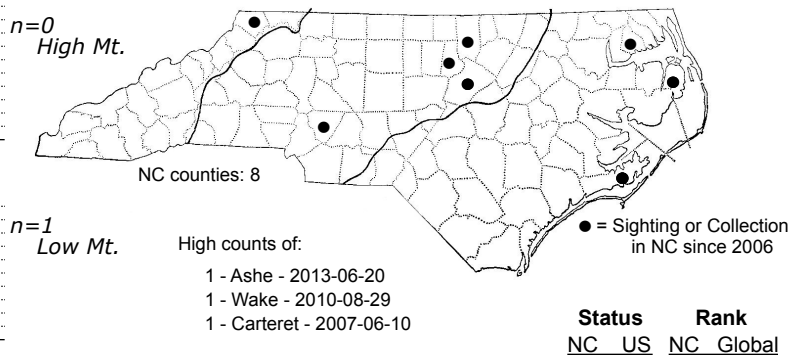 n=0
High Mt.
NC counties: 8
n=1
Low Mt.
High counts of:
1 - Ashe - 2013-06-20
1 - Wake - 2010-08-29
1 - Carteret - 2007-06-10
● = Sighting or Collection
in NC since 2006
Status Rank
NC US NC Global